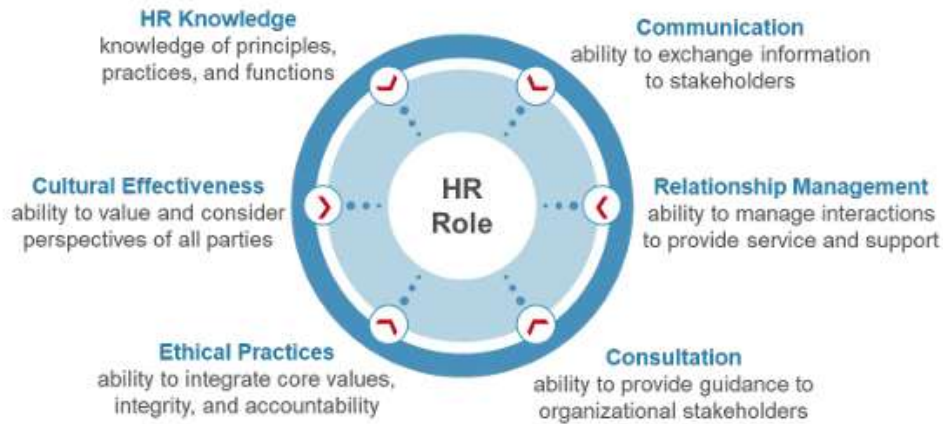 HR Knowledge
knowledge of principles,
practices, and functions
Communication
ability to exchange information
to stakeholders
Cultural Effectiveness
ability to value and consider
perspectives of all parties
HR
Role
Relationship Management
ability to manage interactions
to provide service and support
Ethical Practices
ability to integrate core values,
integrity, and accountability
Consultation
ability to provide guidance to
organizational stakeholders